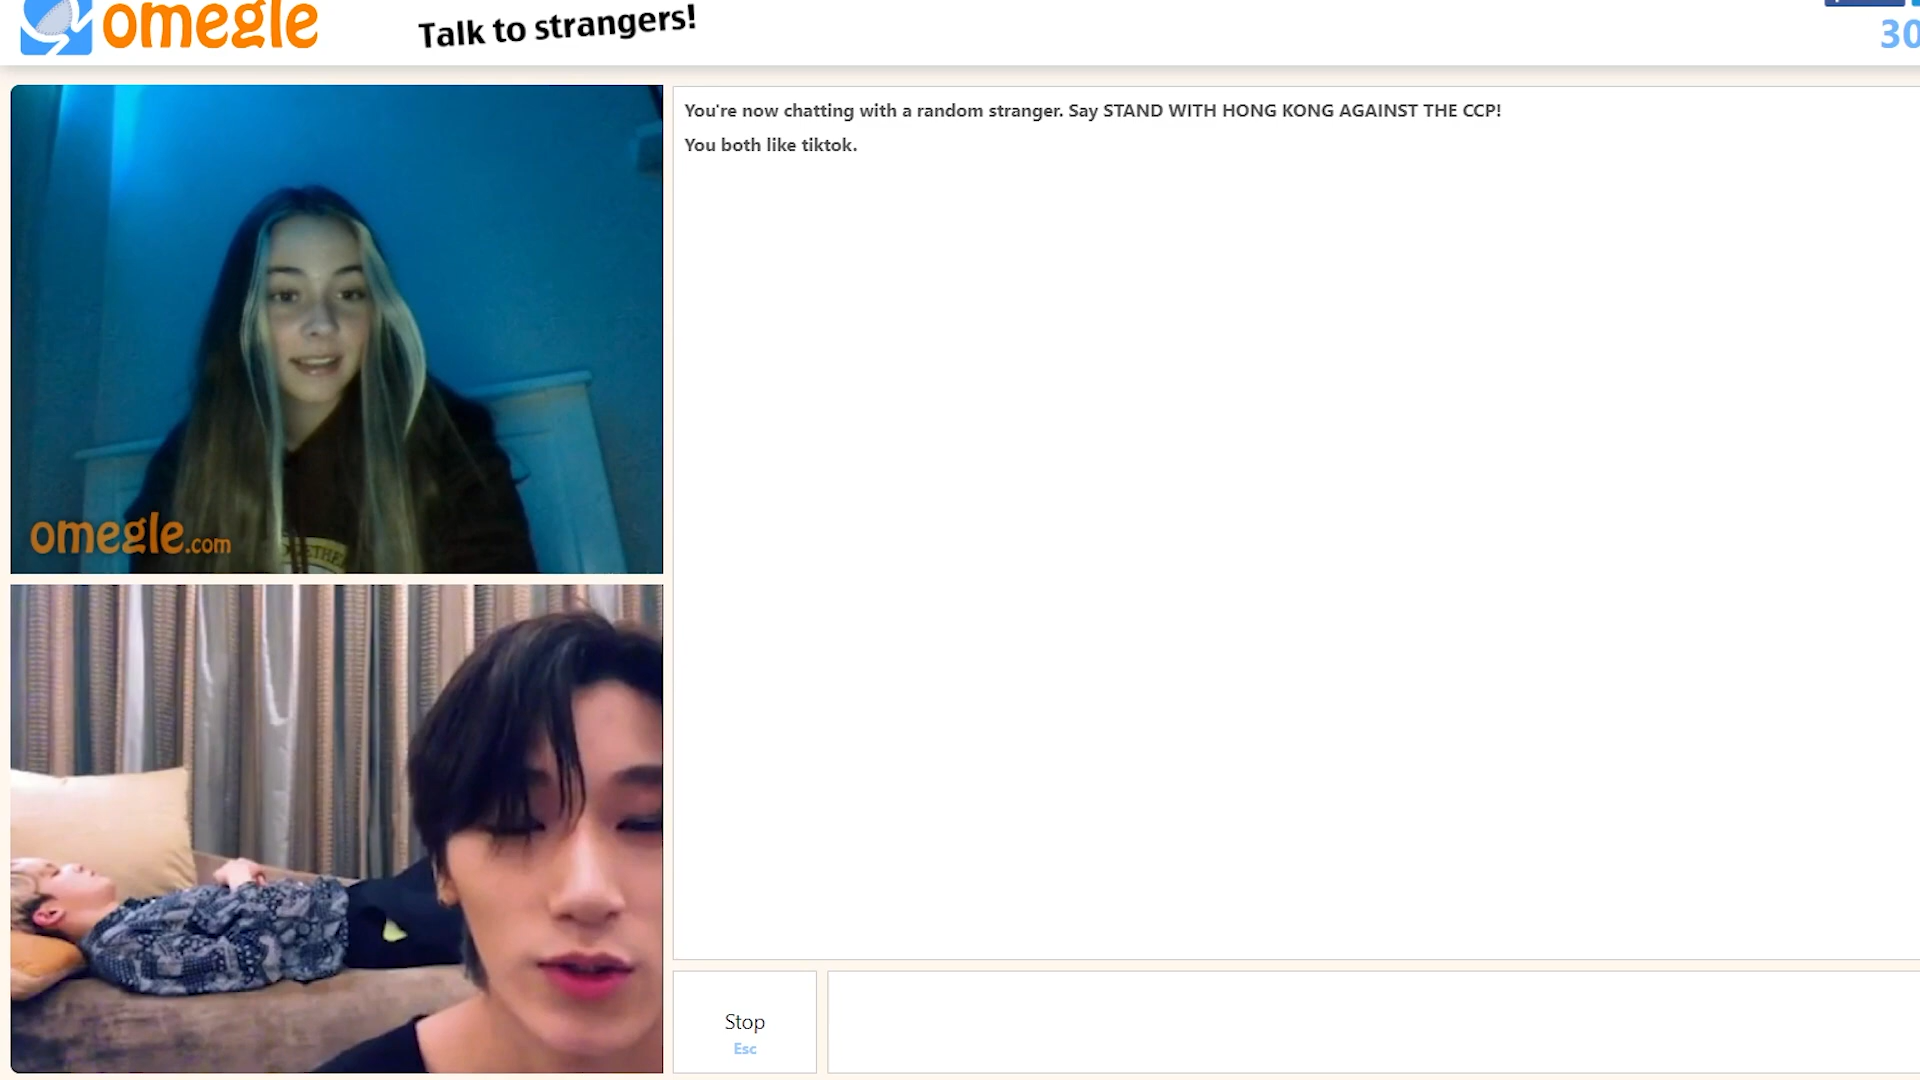 omegle
Talk to strangers!
30
You're now chatting with a random stranger. Say STAND WITH HONG KONG AGAINST THE CCP!
You both like tiktok.
omegle.com
Stop
Esc